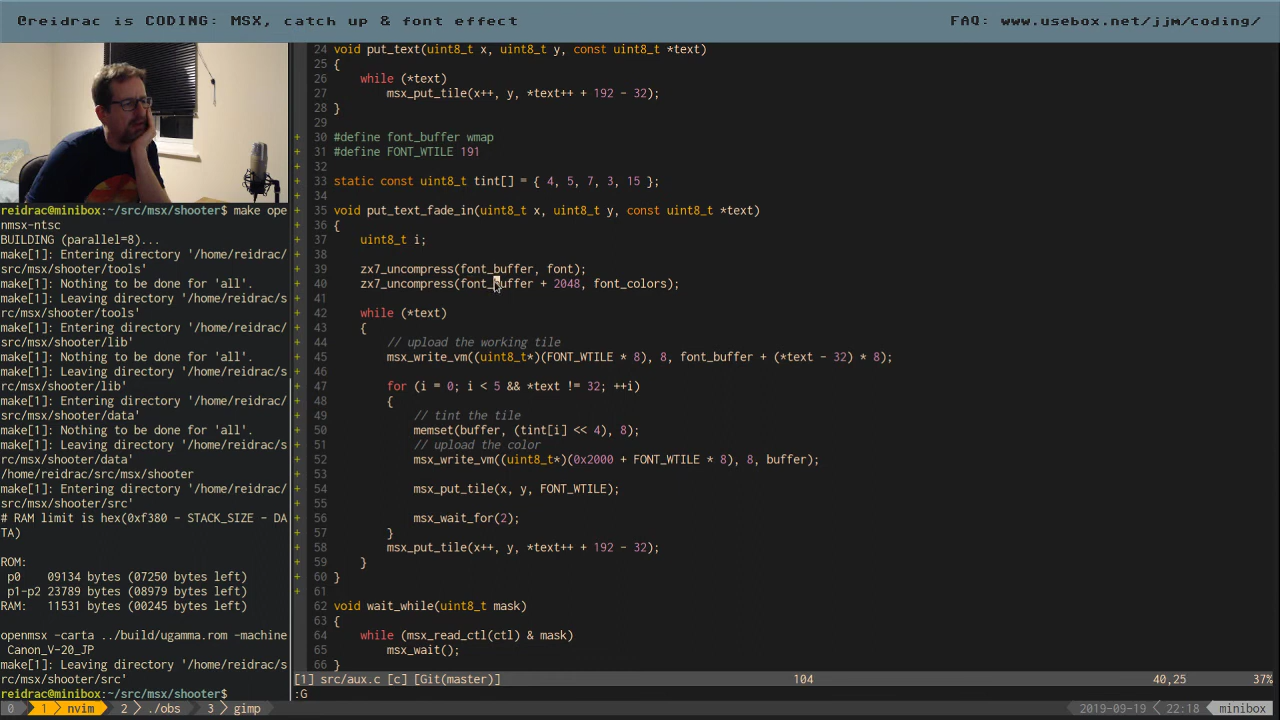 @reidrac is CODING: MSX, catch up & font effect
FAQ: www.usebox.net/jjm/coding/
reidrac@minibox:~/src/msx/shooter$ make ope
nmsx-ntsc
BUILDING (parallel=8)...
make[1]: Entering directory '/home/reidrac/
src/msx/shooter/tools'
make[1]: Nothing to be done for 'all'.
make[1]: Leaving directory '/home/reidrac/s
rc/msx/shooter/tools'
make[1]: Entering directory '/home/reidrac/
src/msx/shooter/lib'
make[1]: Nothing to be done for 'all'.
make[1]: Leaving directory '/home/reidrac/s
rc/msx/shooter/lib'
make[1]: Entering directory '/home/reidrac/
src/msx/shooter/data'
make[1]: Nothing to be done for 'all'.
make[1]: Leaving directory '/home/reidrac/s
rc/msx/shooter/data'
/home/reidrac/src/msx/shooter
make[1]: Entering directory '/home/reidrac/
src/msx/shooter/src'
# RAM limit is hex(0xf380 - STACK_SIZE - DA
TA)
ROM:
p0 09134 bytes (07250 bytes left)
p1-p2 23789 bytes (08979 bytes left)
RAM: 11531 bytes (00245 bytes left)
openmsx -carta ../build/ugamma.rom -machine
Canon_V-20_JP
make[1]: Leaving directory '/home/reidrac/s
rc/msx/shooter/src'
reidrac@minibox:~/src/msx/shooter$
24 void put_text(uint8_t x, uint8_t y, const uint8_t *text)
25 {
26 while (*text)
27 msx_put_tile(x++, y, *text++ + 192 - 32);
28 }
29
+ 30 #define font_buffer wmap
+ 31 #define FONT_WTILE 191
+ 32
+ 33 static const uint8_t tint[] = { 4, 5, 7, 3, 15 };
+ 34
+ 35 void put_text_fade_in(uint8_t x, uint8_t y, const uint8_t *text)
+ 36 {
+ 37 uint8_t i;
+ 38
+ 39 zx7_uncompress(font_buffer, font);
+ 40 zx7_uncompress(font_buffer + 2048, font_colors);
+ 41
+ 42 while (*text)
+ 43 {
+ 44 // upload the working tile
+ 45 msx_write_vm((uint8_t*)(FONT_WTILE * 8), 8, font_buffer + (*text - 32) * 8);
+ 46
+ 47 for (i = 0; i < 5 && *text != 32; ++i)
+ 48 {
+ 49 // tint the tile
+ 50 memset(buffer, (tint[i] << 4), 8);
+ 51 // upload the color
+ 52 msx_write_vm((uint8_t*)(0x2000 + FONT_WTILE * 8), 8, buffer);
+ 53
+ 54 msx_put_tile(x, y, FONT_WTILE);
+ 55
+ 56 msx_wait_for(2);
+ 57 }
+ 58 msx_put_tile(x++, y, *text++ + 192 - 32);
+ 59 }
+ 60 }
+ 61
62 void wait_while(uint8_t mask)
63 {
64 while (msx_read_ctl(ctl) & mask)
65 msx_wait();
66 }
[1] src/aux.c [c] [Git(master)] 104 40,25 37%
:G
0 1 nvim 2 ./obs 3 gimp 2019-09-19 22:18 minibox